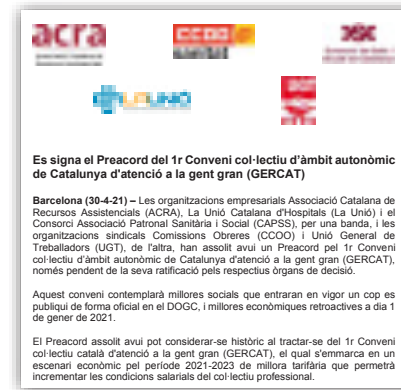 acra
CCOO
LAUNIÓ
Es signa el Preacord del 1r Conveni col·lectiu d'àmbit autonòmic
de Catalunya d'atenció a la gent gran (GERCAT)
Barcelona (30-4-21) – Les organitzacions empresarials Associació Catalana de
Recursos Assistencials (ACRA), La Unió Catalana d'Hospitals (La Unió) i el
Consorci Associació Patronal Sanitària i Social (CAPSS), per una banda, i les
organitzacions sindicals Comissions Obreres (CCOO) i Unió General de
Treballadors (UGT), de l'altra, han assolit avui un Preacord pel 1r Conveni
col·lectiu d'àmbit autonòmic de Catalunya d'atenció a la gent gran (GERCAT),
només pendent de la seva ratificació pels respectius òrgans de decisió.
Aquest conveni contemplarà millores socials que entraran en vigor un cop es
publiqui de forma oficial en el DOGC, i millores econòmiques retroactives a dia 1
de gener de 2021.
El Preacord assolit avui pot considerar-se històric al tractar-se del 1r Conveni
col·lectiu català d'atenció a la gent gran (GERCAT), el qual s'emmarca en un
escenari econòmic pel període 2021-2023 de millora tarifària que permetrà
incrementar les condicions salarials del col·lectiu professional.